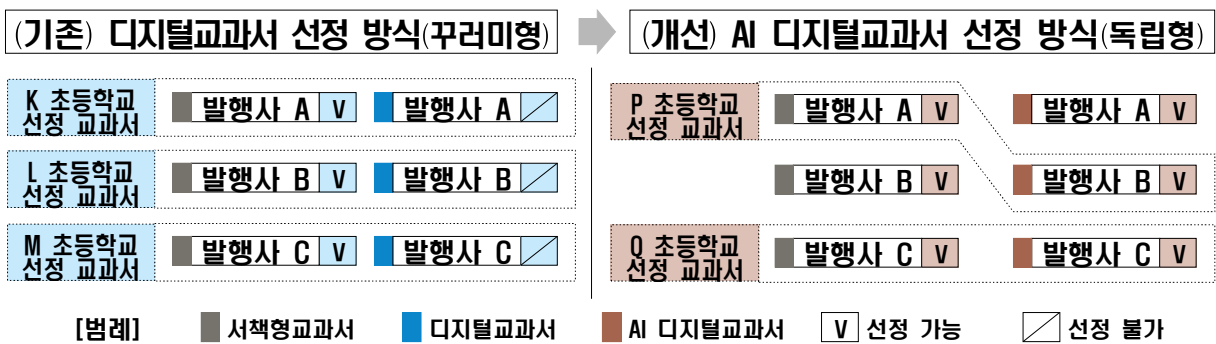 (기존) 디지털교과서 선정 방식(꾸러미형)
(개선) AI 디지털교과서 선정 방식(독립형)
K 초등학교
선정 교과서
발행사 A V
발행사 A
L 초등학교
선정 교과서
발행사 B V
발행사 B
M 초등학교
선정 교과서
발행사 C V
발행사 C
P 초등학교
선정 교과서
발행사 A V
발행사 A V
발행사 B V
발행사 B V
Q 초등학교
선정 교과서
발행사 C V
발행사 C V
[범례] 서책형교과서 디지털교과서 AI 디지털교과서 V 선정 가능 선정 불가